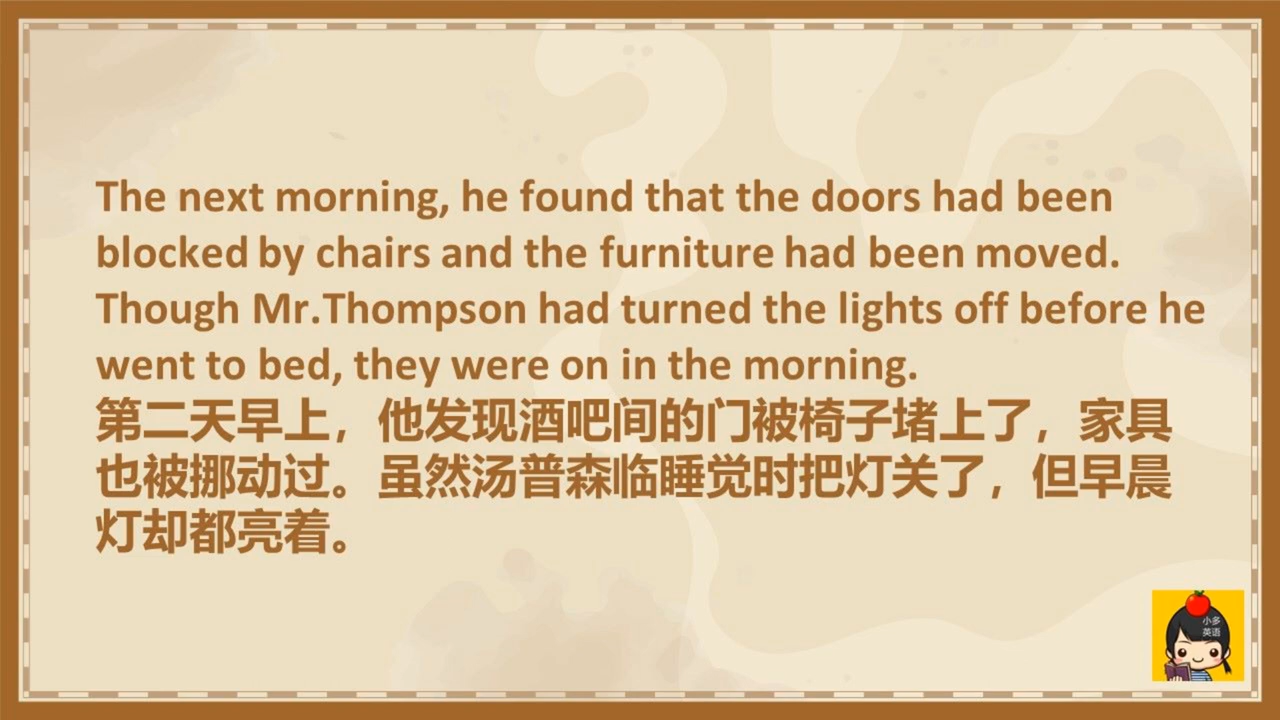 The next morning, he found that the doors had been
blocked by chairs and the furniture had been moved.
Though Mr.Thompson had turned the lights off before he
went to bed, they were on in the morning.
第二天早上，他发现酒吧间的门被椅子堵上了，家具
也被挪动过。虽然汤普森临睡觉时把灯关了，但早晨
灯却都亮着。
小多
英语